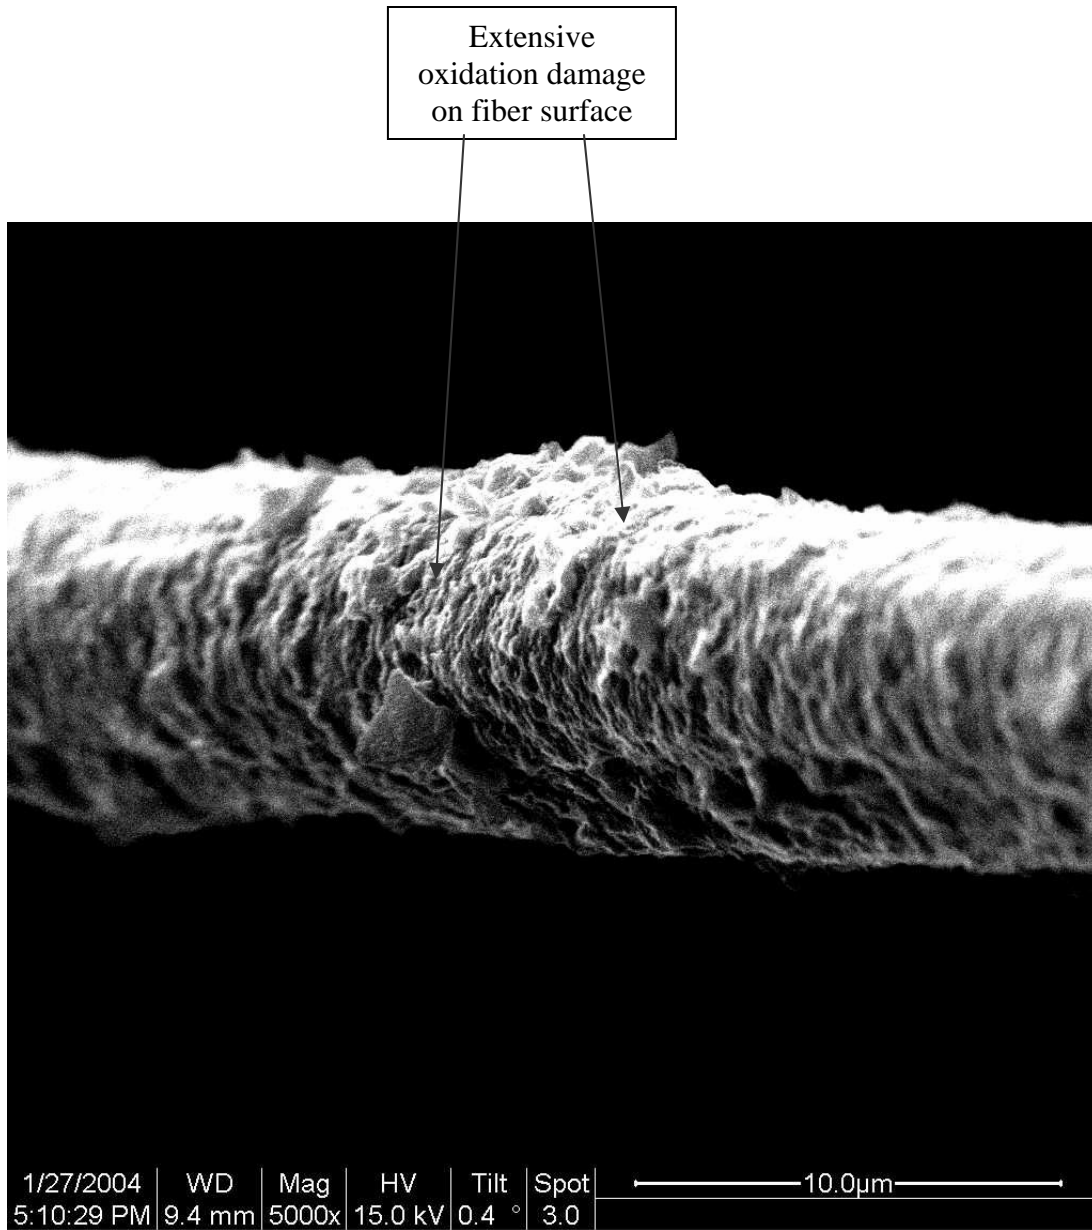 Extensive
oxidation damage
on fiber surface
1/27/2004 WD Mag HV Tilt Spot 10.0µm
5:10:29 PM 9.4 mm 5000x 15.0 kV 0.4 ° 3.0